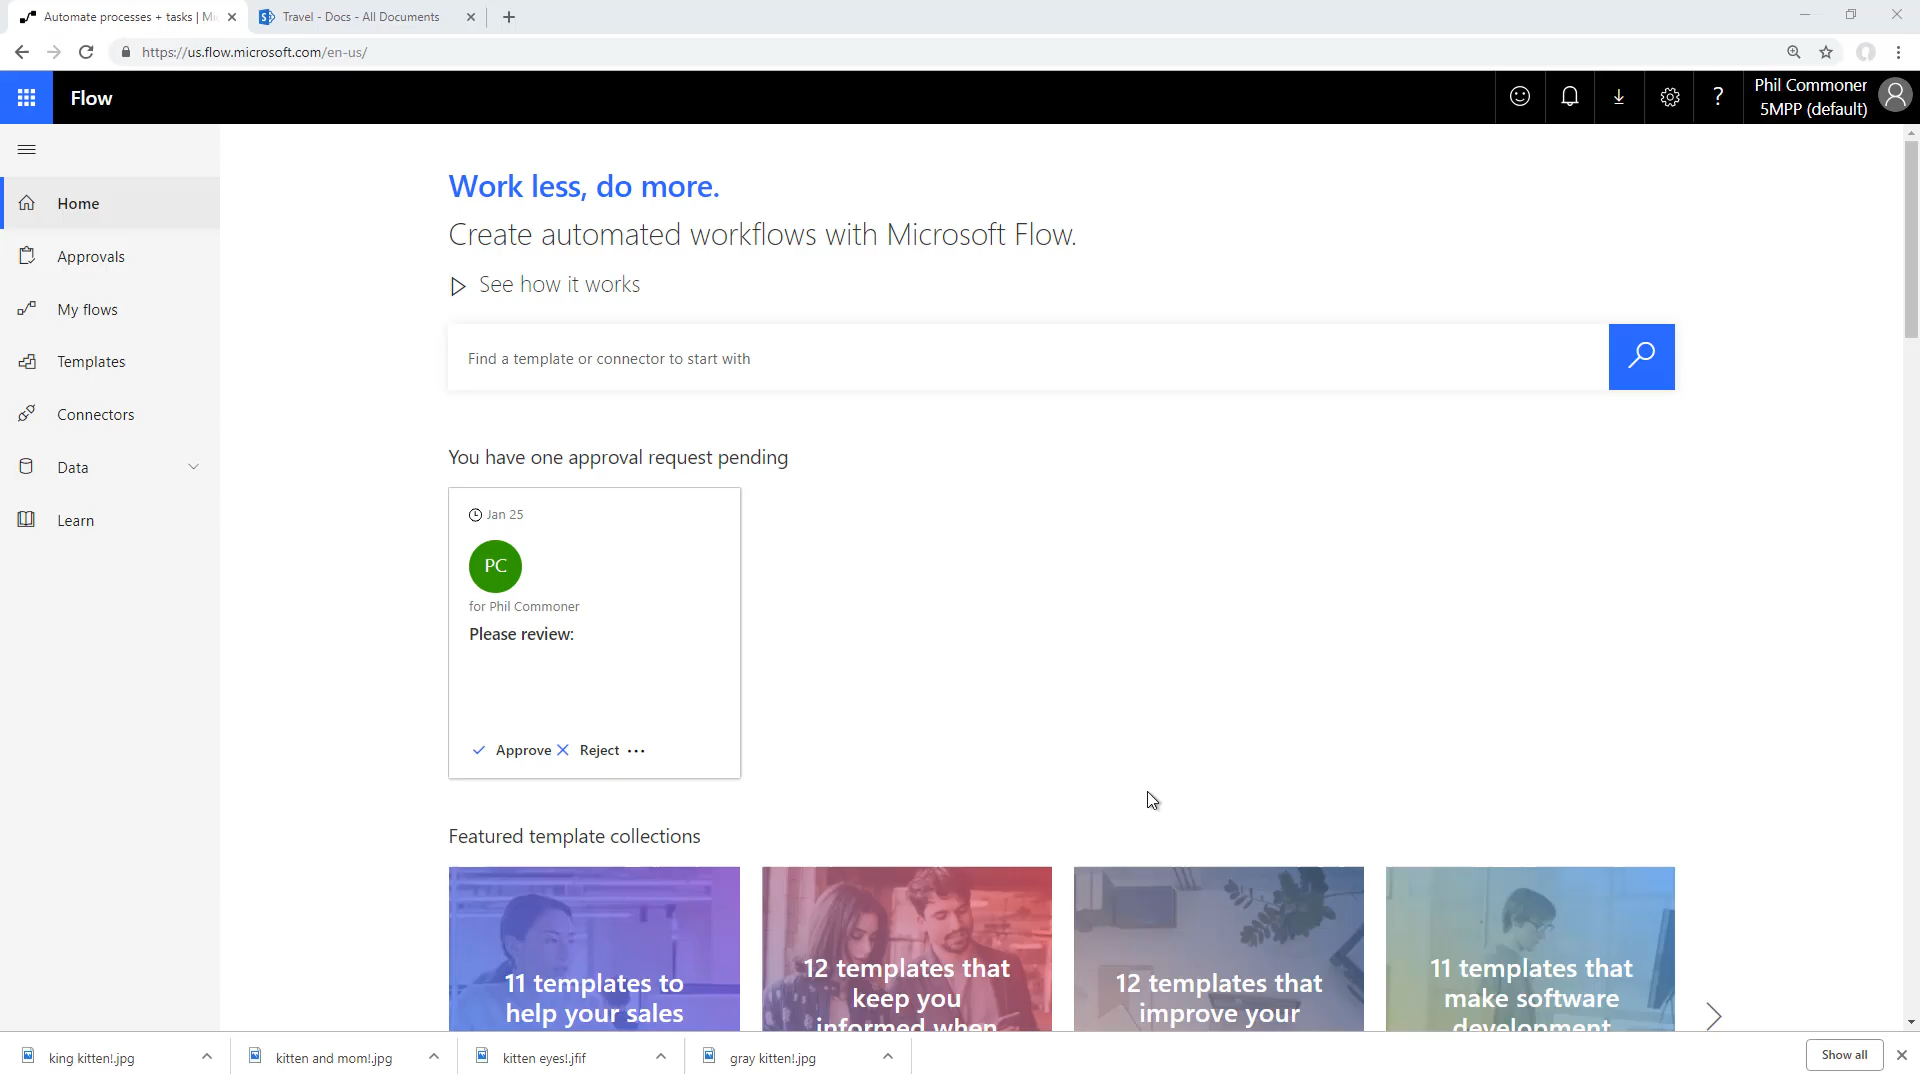 Automate processes + tasks | Mi
Travel - Docs - All Documents
https://us.flow.microsoft.com/en-us/
Flow
?
Phil Commoner
5MPP (default)
Home
Approvals
My flows
Templates
Connectors
Data
Learn
Work less, do more.
Create automated workflows with Microsoft Flow.
See how it works
Find a template or connector to start with
You have one approval request pending
Jan 25
PC
for Phil Commoner
Please review:
Approve
Reject
Featured template collections
11 templates to
help your sales
12 templates that
keep you
informed when
12 templates that
improve your
11 templates that
make software
development
king kitten!.jpg
kitten and mom!.jpg
kitten eyes!.jfif
gray kitten!.jpg
Show all